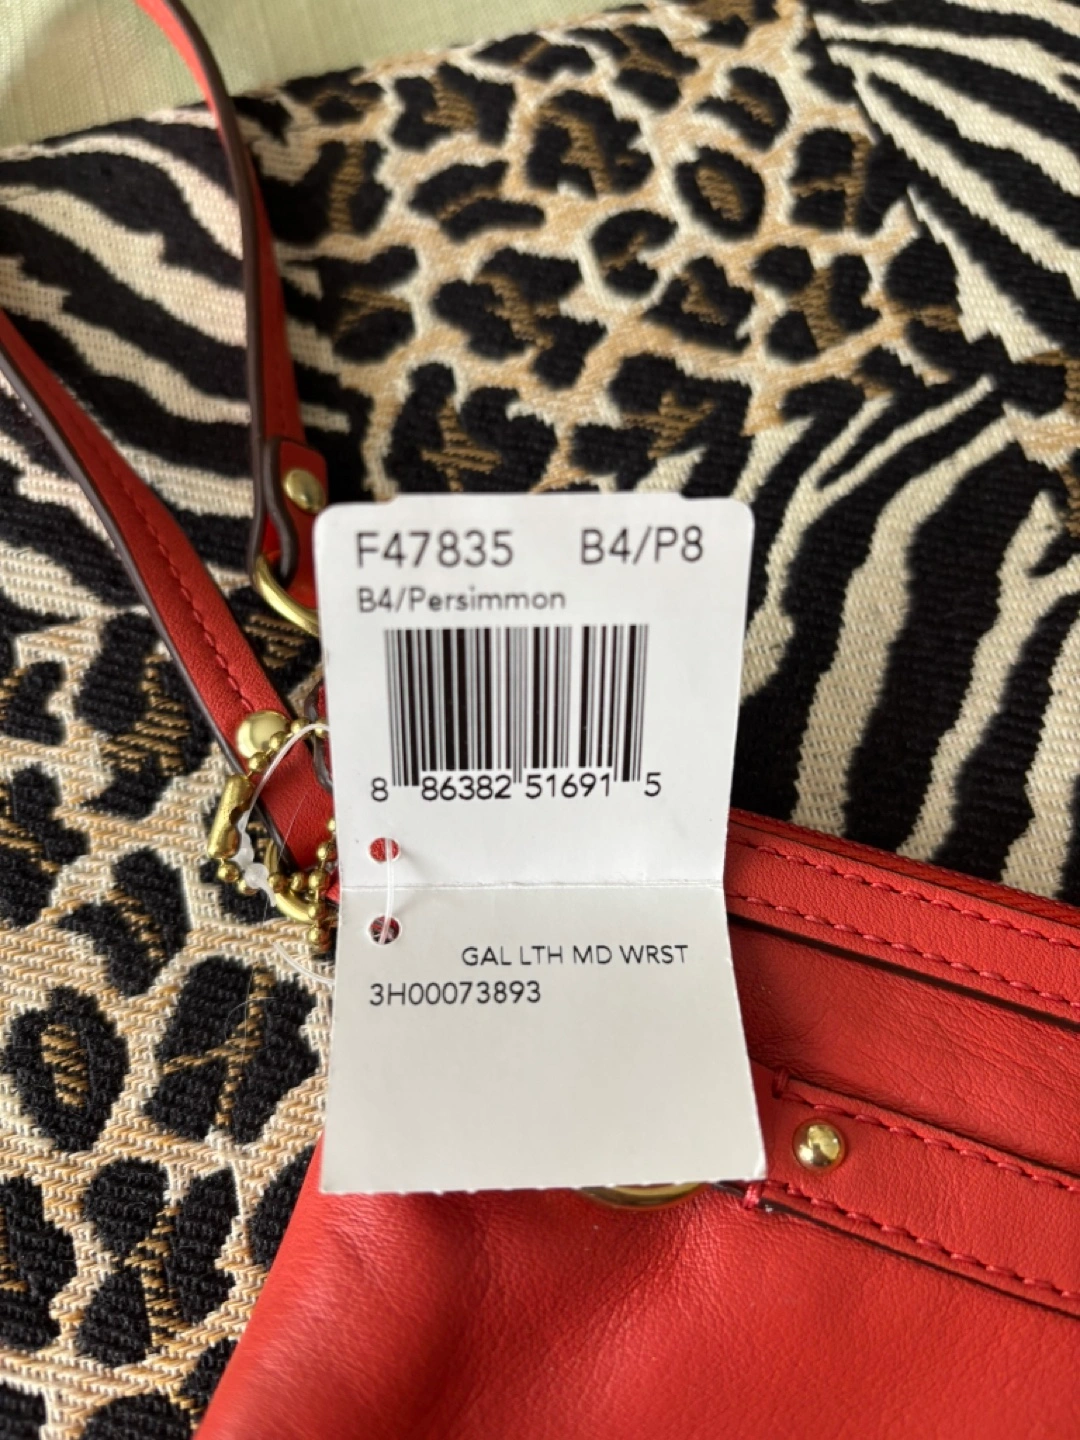 F47835 B4/P8
B4/Persimmon
8 86382 51691 5
GAL LTH MD WRST
3H00073893